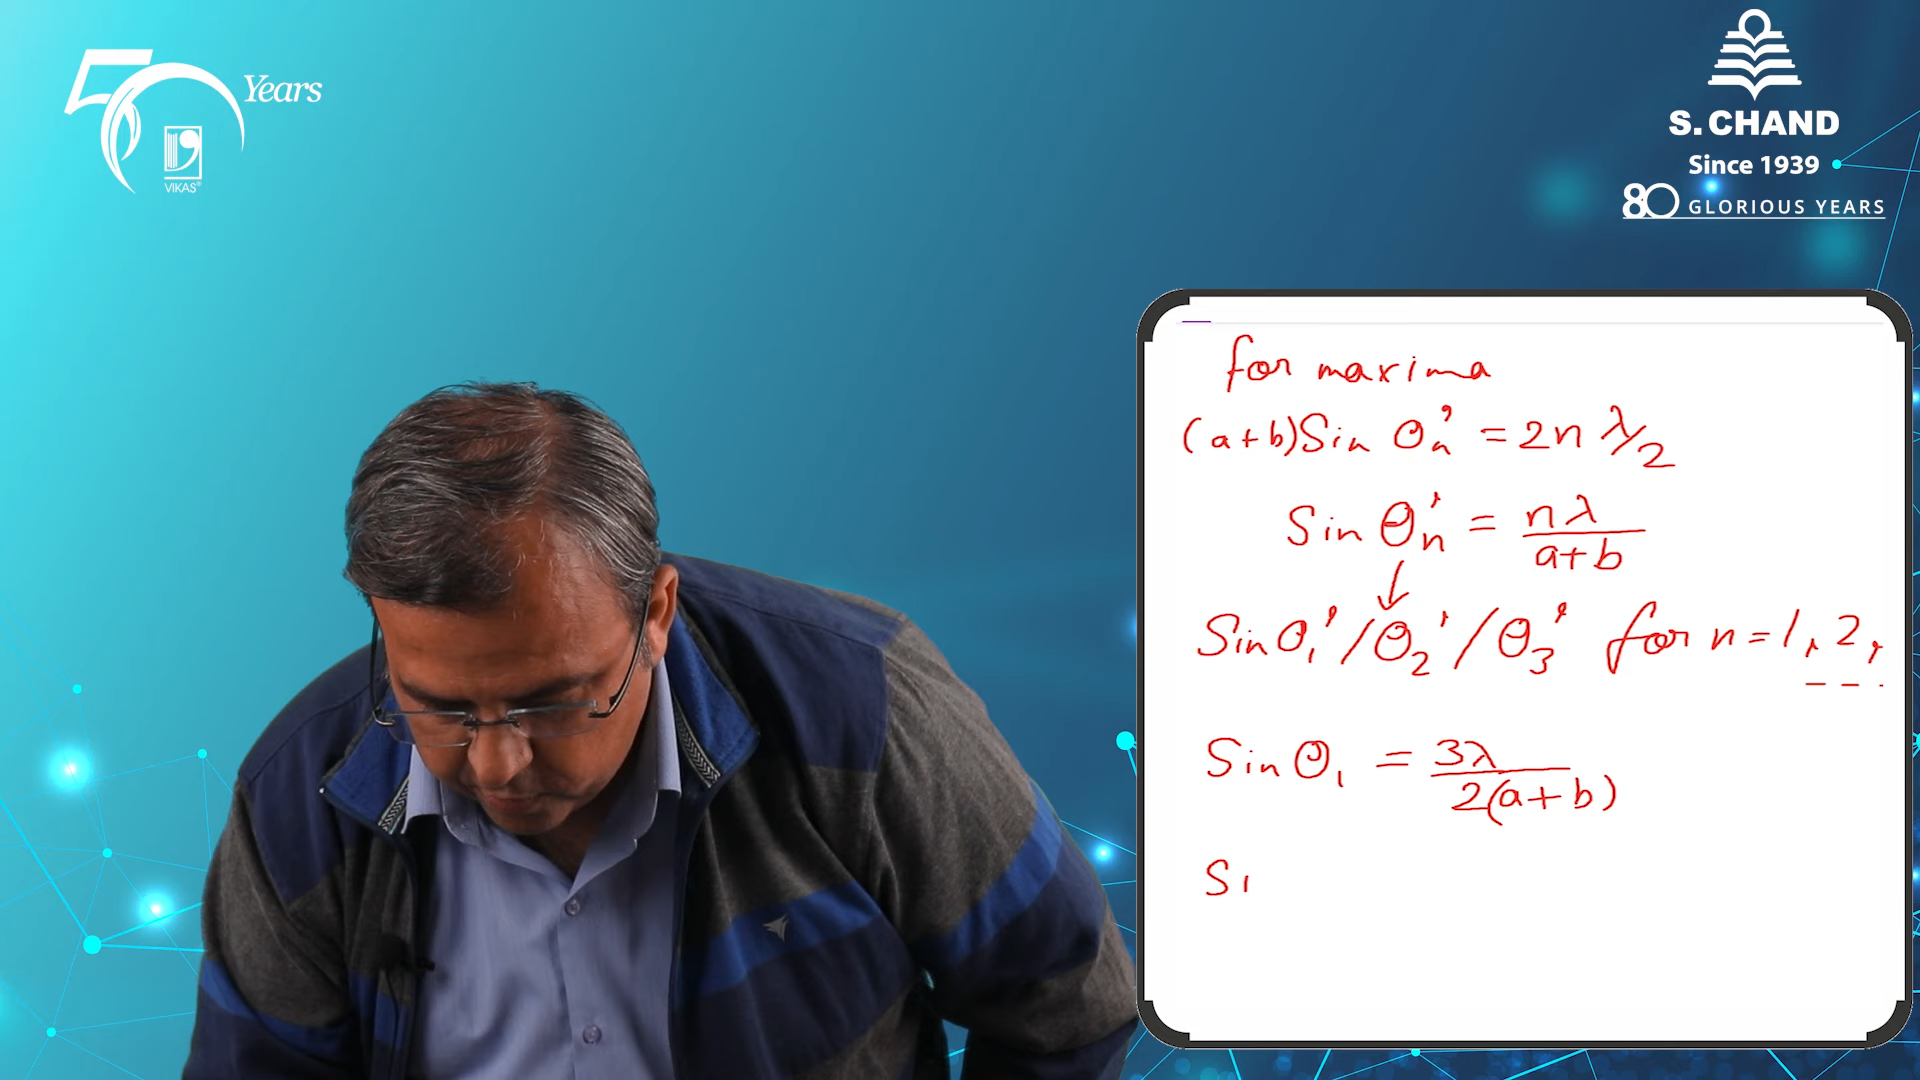 50 Years
VIKAS®
S. CHAND
Since 1939
80 GLORIOUS YEARS
for maxima
(a+b)Sin θn' = 2n λ/2
Sin θn' = nλ/a+b
Sin θ1' / θ2' / θ3' for n = 1, 2, ---
Sin θ1 = 3λ/2(a+b)
Si